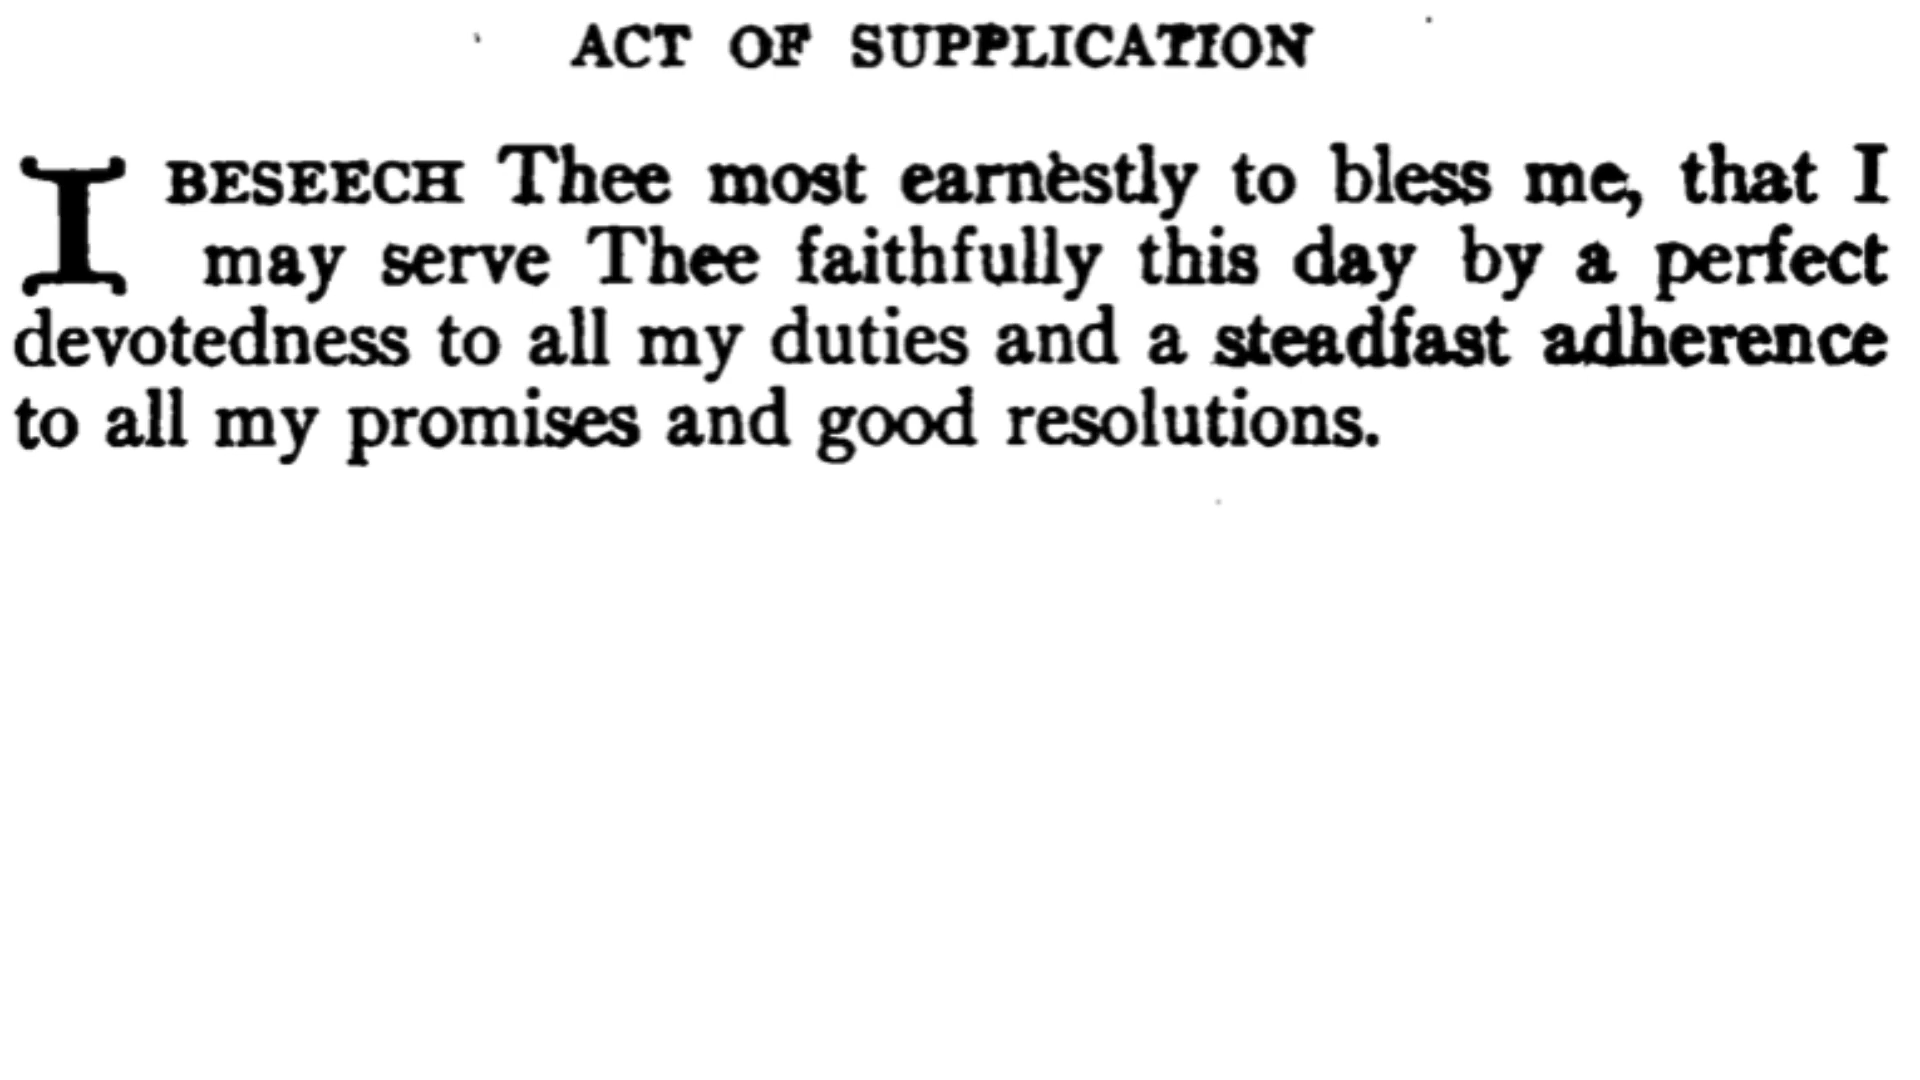 ACT OF SUPPLICATION
I BESEECH Thee most earnestly to bless me, that I
may serve Thee faithfully this day by a perfect
devotedness to all my duties and a steadfast adherence
to all my promises and good resolutions.